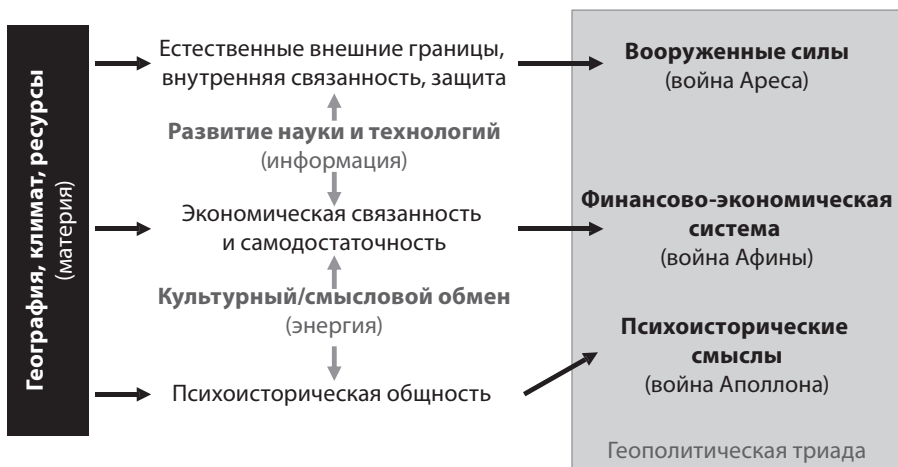 География, климат, ресурсы
(материя)
Естественные внешние границы,
внутренняя связанность, защита
Развитие науки и технологий
(информация)
Экономическая связанность
и самодостаточность
Культурный/смысловой обмен
(энергия)
Психоисторическая общность
Вооруженные силы
(война Ареса)
Финансово-экономическая
система
(война Афины)
Психоисторические
смыслы
(война Аполлона)
Геополитическая триада